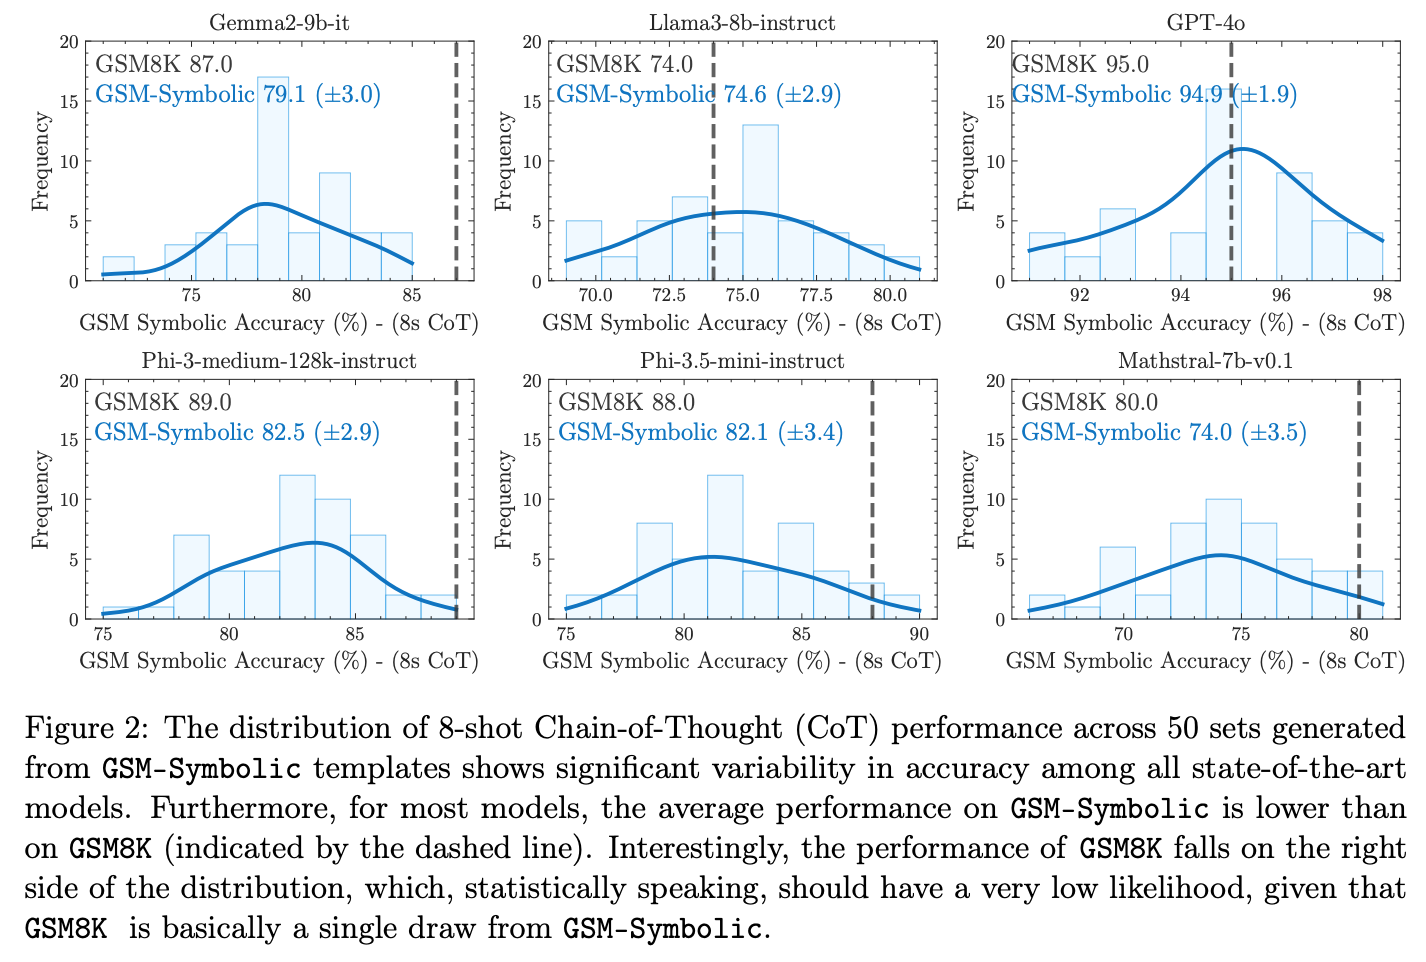 Gemma2-9b-it
GSM8K 87.0
GSM-Symbolic 79.1 (±3.0)
Frequency
0
5
10
15
20
75
80
85
GSM Symbolic Accuracy (%) - (8s CoT)
Llama3-8b-instruct
GSM8K 74.0
GSM-Symbolic 74.6 (±2.9)
Frequency
0
5
10
15
20
70.0
72.5
75.0
77.5
80.0
GSM Symbolic Accuracy (%) - (8s CoT)
GPT-4o
GSM8K 95.0
GSM-Symbolic 94.9 (±1.9)
Frequency
0
5
10
15
20
92
94
96
98
GSM Symbolic Accuracy (%) - (8s CoT)
Phi-3-medium-128k-instruct
GSM8K 89.0
GSM-Symbolic 82.5 (±2.9)
Frequency
0
5
10
15
20
75
80
85
GSM Symbolic Accuracy (%) - (8s CoT)
Phi-3.5-mini-instruct
GSM8K 88.0
GSM-Symbolic 82.1 (±3.4)
Frequency
0
5
10
15
20
75
80
85
90
GSM Symbolic Accuracy (%) - (8s CoT)
Mathstral-7b-v0.1
GSM8K 80.0
GSM-Symbolic 74.0 (±3.5)
Frequency
0
5
10
15
20
70
75
80
GSM Symbolic Accuracy (%) - (8s CoT)
Figure 2: The distribution of 8-shot Chain-of-Thought (CoT) performance across 50 sets generated
from GSM-Symbolic templates shows significant variability in accuracy among all state-of-the-art
models. Furthermore, for most models, the average performance on GSM-Symbolic is lower than
on GSM8K (indicated by the dashed line). Interestingly, the performance of GSM8K falls on the right
side of the distribution, which, statistically speaking, should have a very low likelihood, given that
GSM8K is basically a single draw from GSM-Symbolic.